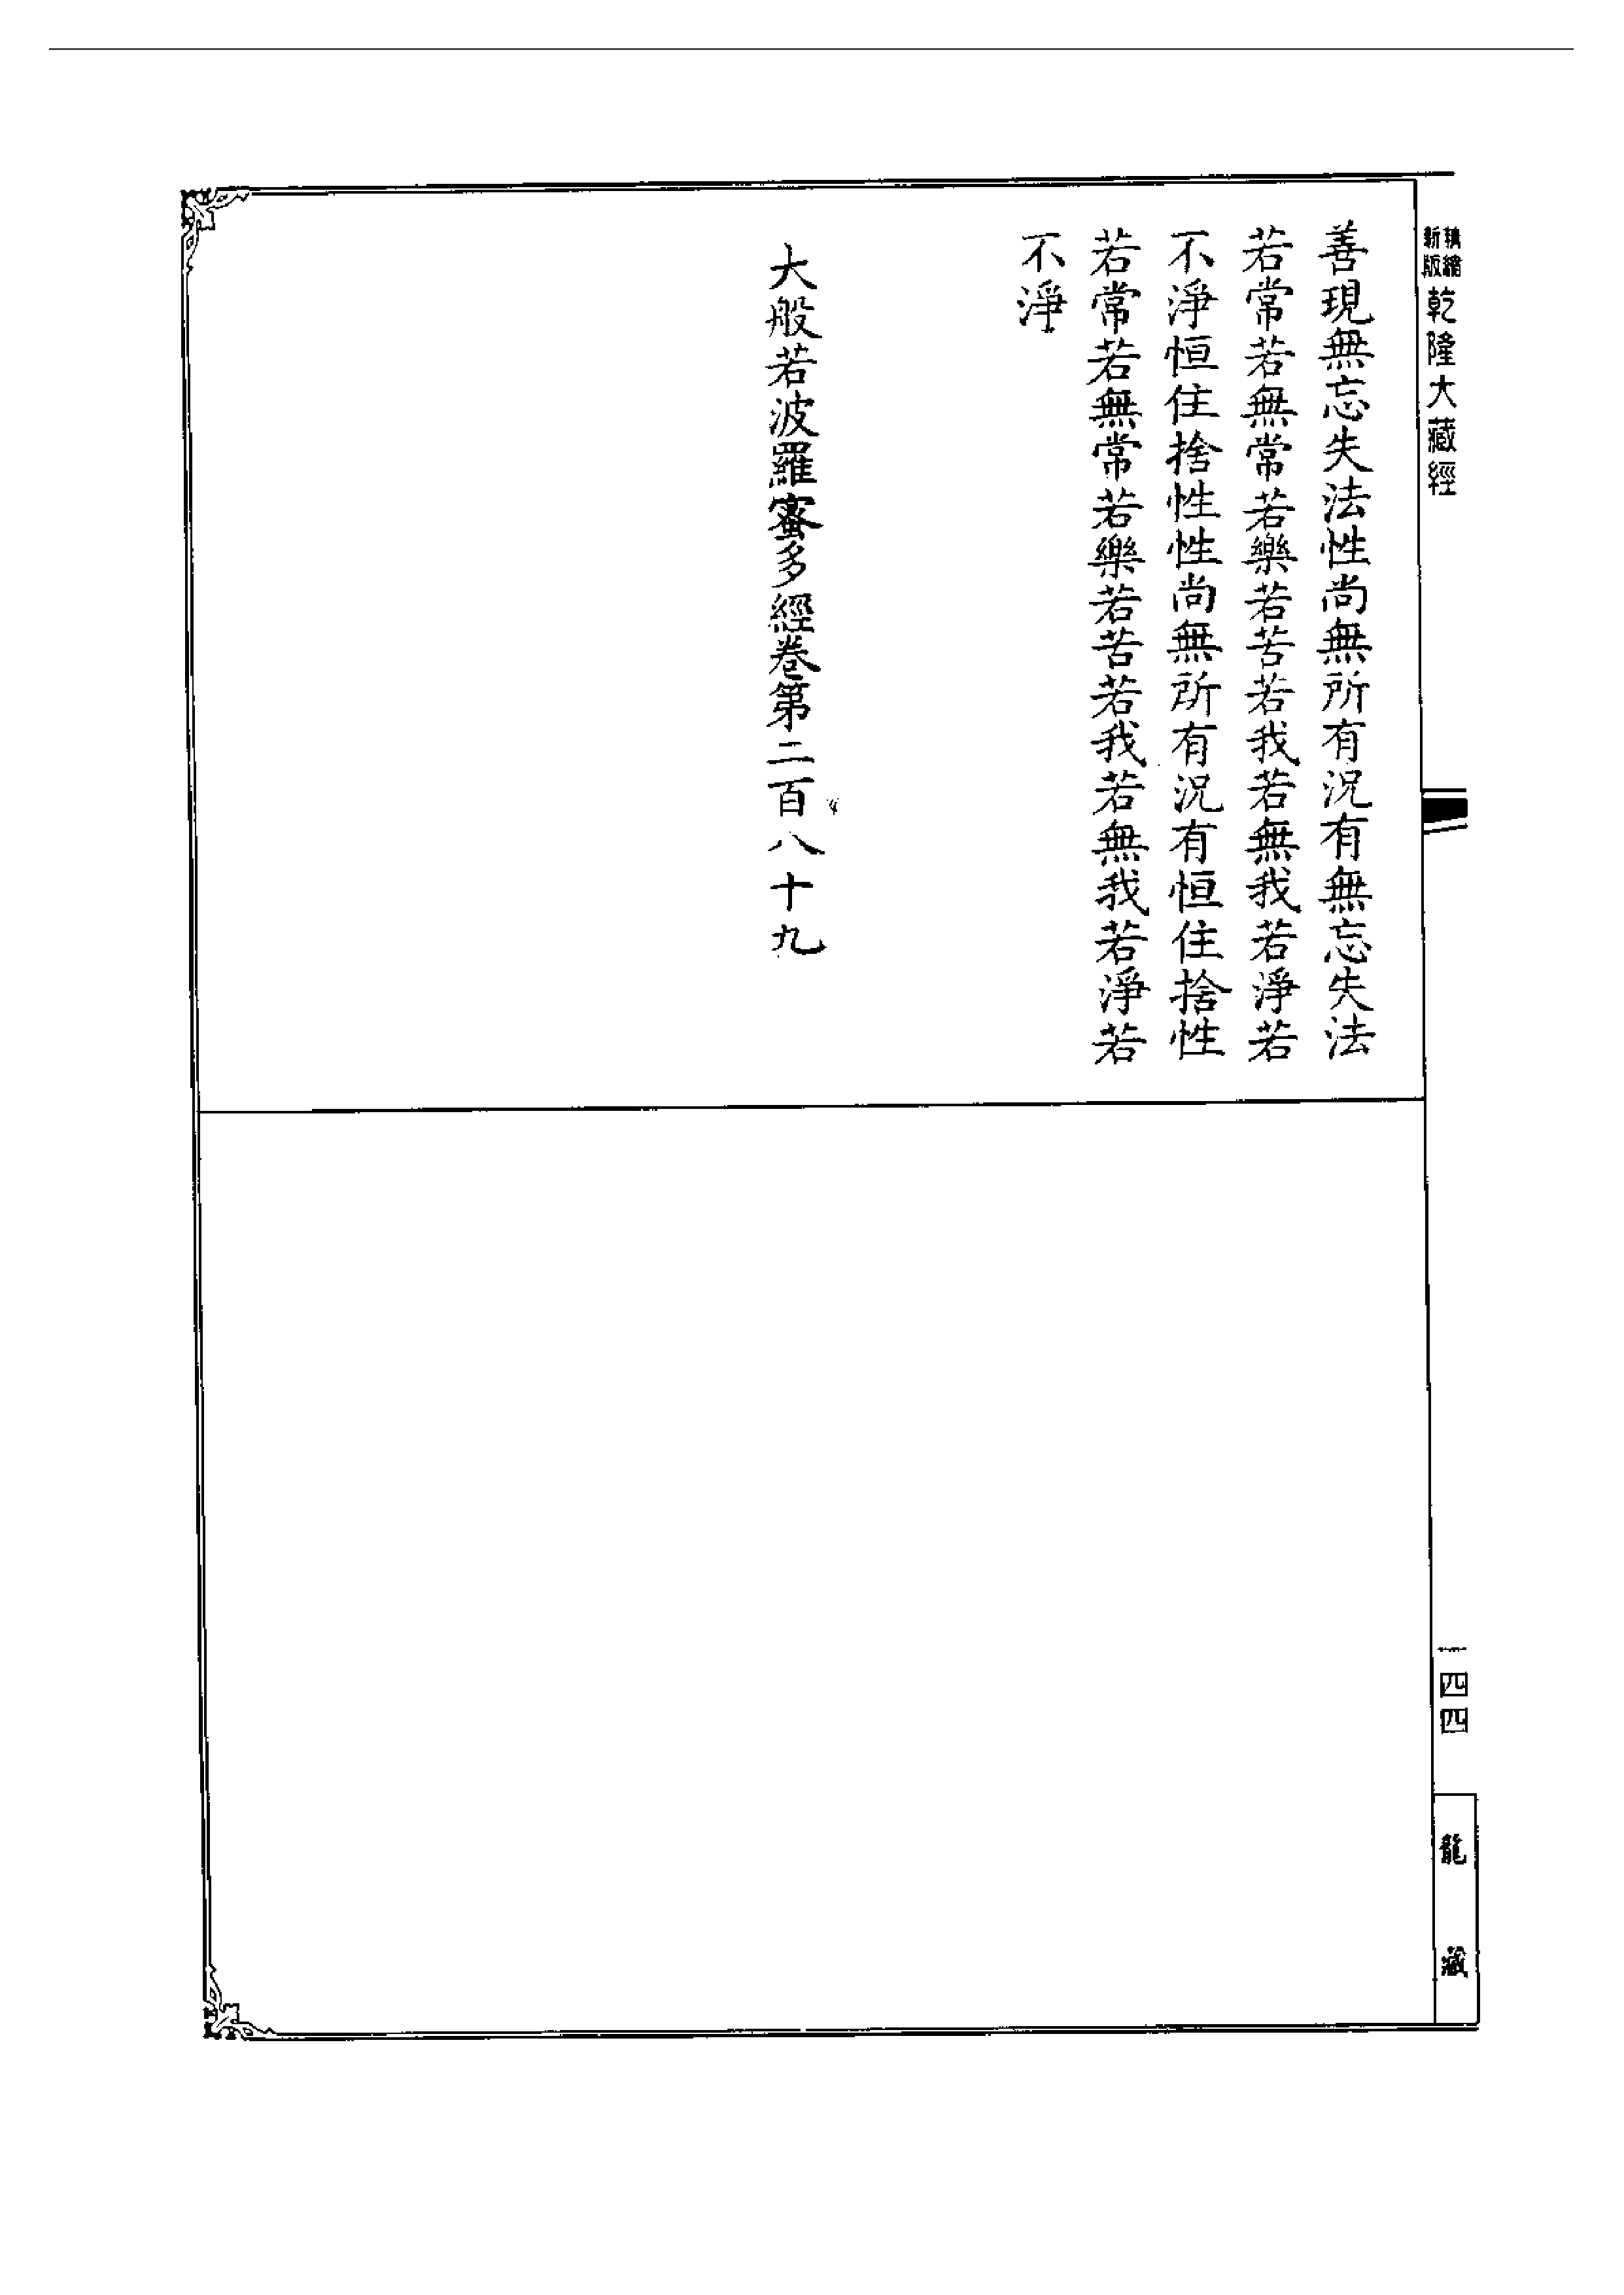 新版精縮乾隆大藏經
善現無忘失法性尚無所有況有無忘失法
若常若無常若樂若苦若我若無我若淨若
不淨恒住捨性性尚無所有況有恒住捨性
若常若無常若樂若苦若我若無我若淨若
不淨
大般若波羅蜜多經卷第二百八十九
一四四
龍藏